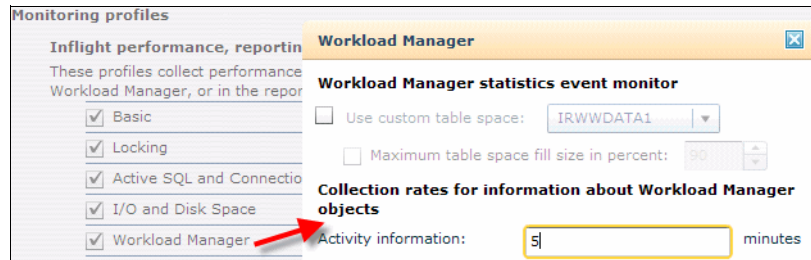 Monitoring profiles
Inflight performance, reportin
These profiles collect performance
Workload Manager, or in the repor
Basic
Locking
Active SQL and Connectio
I/O and Disk Space
Workload Manager
Workload Manager
Workload Manager statistics event monitor
Use custom table space: IRWWDATA1
Maximum table space fill size in percent: 90
Collection rates for information about Workload Manager
objects
Activity information: 5 minutes